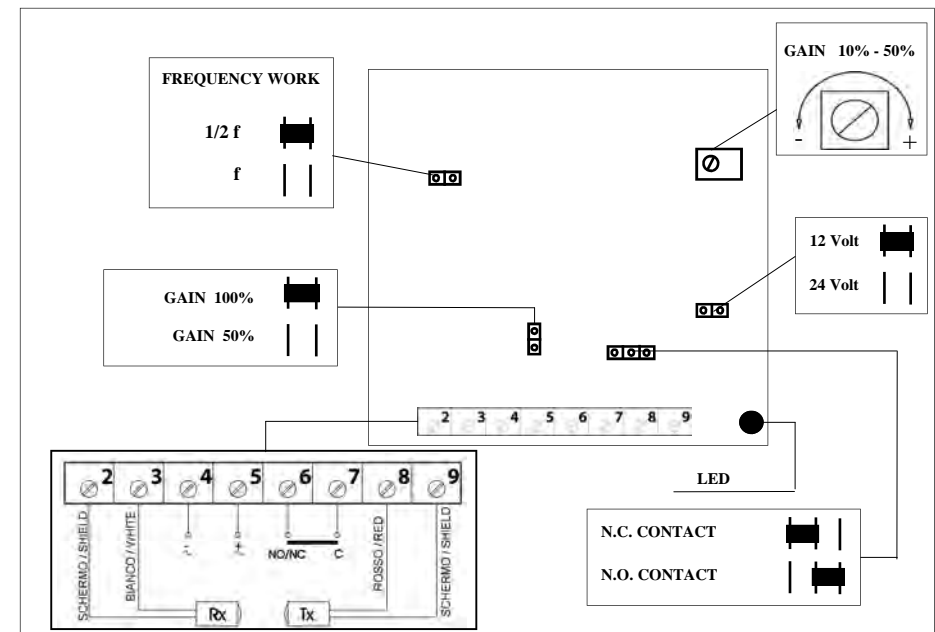 FREQUENCY WORK
1/2 f
f
GAIN 10% - 50%
- +
12 Volt
24 Volt
GAIN 100%
GAIN 50%
2 3 4 5 6 7 8 9
LED
2 3 4 5 6 7 8 9
SCHERMO / SHIELD
BIANCO / WHITE
NO/NC C
ROSSO / RED
SCHERMO / SHIELD
Rx Tx
N.C. CONTACT
N.O. CONTACT